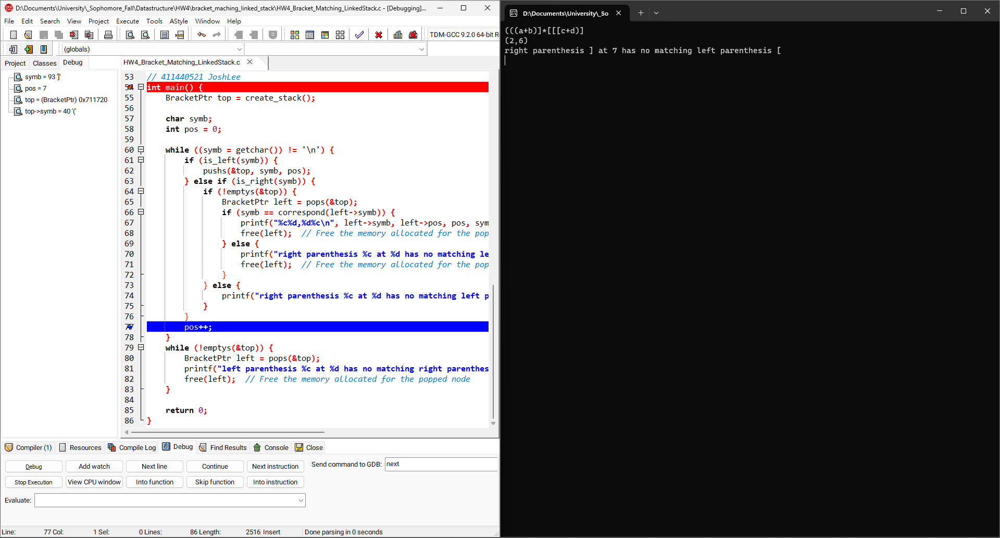 D:\Documents\University\_Sophomore_Fall\Datastructure\HW4\bracket_maching_linked_stack\HW4_Bracket_Matching_LinkedStack.c - [Debugging]...
File Edit Search View Project Execute Tools AStyle Window Help
TDM-GCC 9.2.0 64-bit R
(globals)
Project Classes Debug
symb = 93 ']'
pos = 7
top = (BracketPtr) 0x711720
top->symb = 40 '('
HW4_Bracket_Matching_LinkedStack.c
53 // 411440521 JoshLee
54 int main() {
55 BracketPtr top = create_stack();
56
57 char symb;
58 int pos = 0;
59
60 while ((symb = getchar()) != '\n') {
61 if (is_left(symb)) {
62 pushs(&top, symb, pos);
63 } else if (is_right(symb)) {
64 if (!emptys(&top)) {
65 BracketPtr left = pops(&top);
66 if (symb == correspond(left->symb)) {
67 printf("%c%d,%d%c\n", left->symb, left->pos, pos, sym
68 free(left); // Free the memory allocated for the pop
69 } else {
70 printf("right parenthesis %c at %d has no matching le
71 free(left); // Free the memory allocated for the pop
72 }
73 } else {
74 printf("right parenthesis %c at %d has no matching left p
75 }
76 }
77 pos++;
78 }
79 while (!emptys(&top)) {
80 BracketPtr left = pops(&top);
81 printf("left parenthesis %c at %d has no matching right parenthes
82 free(left); // Free the memory allocated for the popped node
83 }
84
85 return 0;
86 }
Compiler (1) Resources Compile Log Debug Find Results Console Close
Debug Add watch Next line Continue Next instruction Send command to GDB: next
Stop Execution View CPU window Into function Skip function Into instruction
Evaluate:
Line: 77 Col: 1 Sel: 0 Lines: 86 Length: 2516 Insert Done parsing in 0 seconds
D:\Documents\University\_So
(((a+b)]*[[[c+d)]
(2,6)
right parenthesis ] at 7 has no matching left parenthesis [